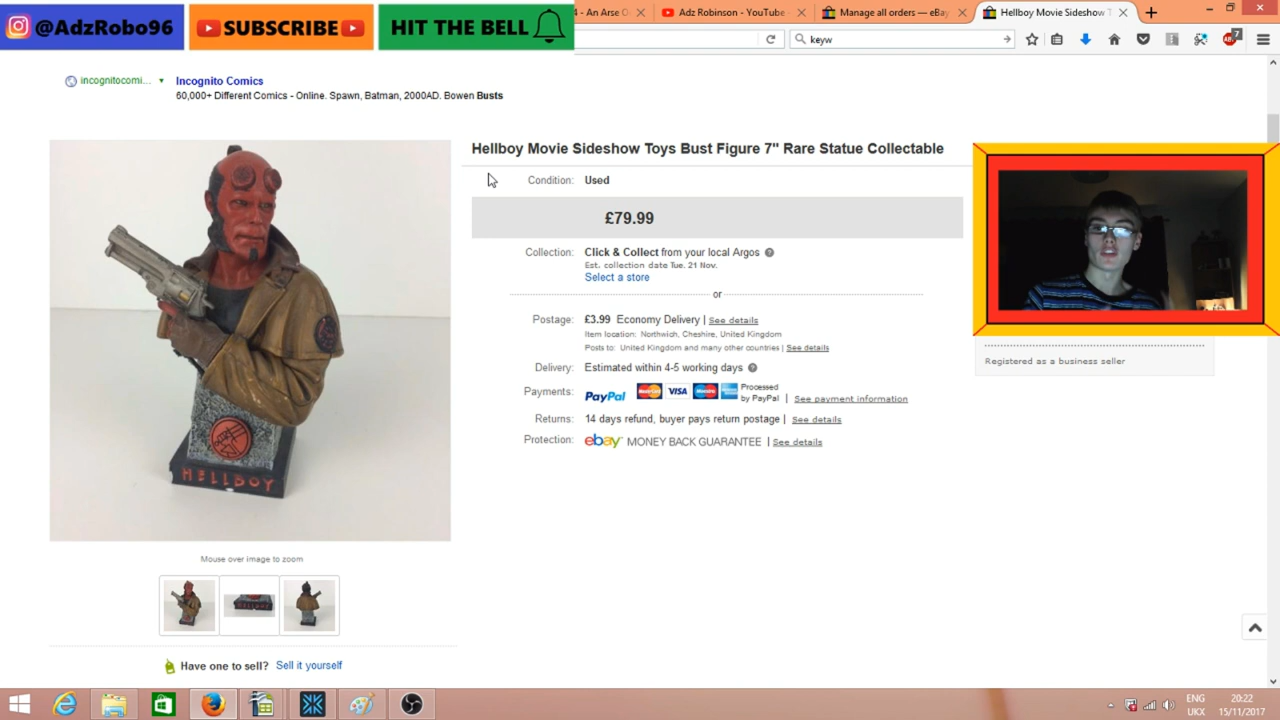 @AdzRobo96
SUBSCRIBE
HIT THE BELL
4 - An Arse O
Adz Robinson - YouTube
Manage all orders — eBay
Hellboy Movie Sideshow T
keyw
7
incognitocomi...
Incognito Comics
60,000+ Different Comics - Online. Spawn, Batman, 2000AD. Bowen Busts
Hellboy Movie Sideshow Toys Bust Figure 7" Rare Statue Collectable
Condition: Used
£79.99
Collection: Click & Collect from your local Argos
Est. collection date Tue. 21 Nov.
Select a store
or
Postage: £3.99 Economy Delivery | See details
Item location: Northwich, Cheshire, United Kingdom
Posts to: United Kingdom and many other countries | See details
Delivery: Estimated within 4-5 working days
Payments: PayPal MasterCard VISA Maestro Processed by PayPal | See payment information
Returns: 14 days refund, buyer pays return postage | See details
Protection: ebay MONEY BACK GUARANTEE | See details
Registered as a business seller
HELLBOY
Mouse over image to zoom
HELLBOY
Have one to sell? Sell it yourself
ENG
UKX
20:22
15/11/2017